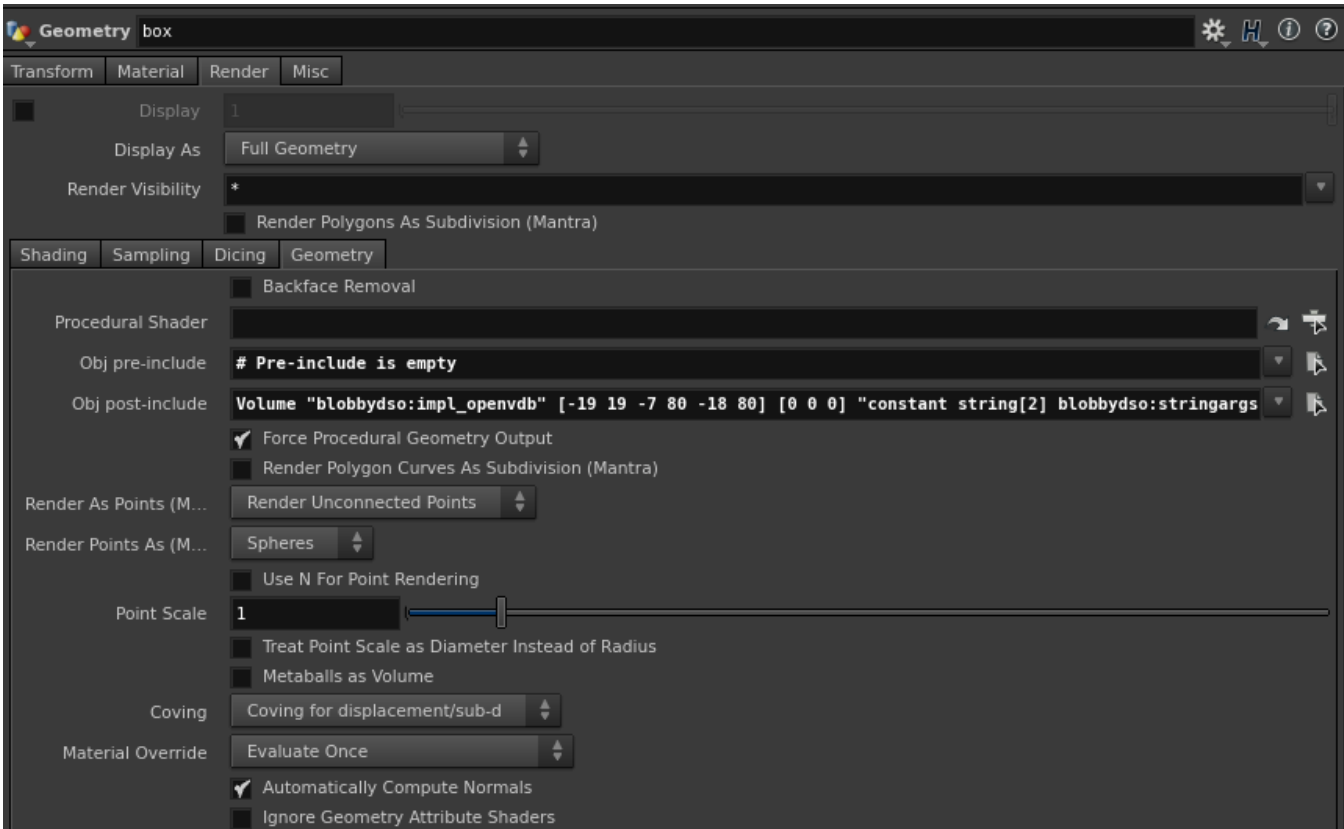 Geometry box
Transform Material Render Misc
Display 1
Display As Full Geometry
Render Visibility *
Render Polygons As Subdivision (Mantra)
Shading Sampling Dicing Geometry
Backface Removal
Procedural Shader
Obj pre-include # Pre-include is empty
Obj post-include Volume "blobbydso:impl_openvdb" [-19 19 -7 80 -18 80] [0 0 0] "constant string[2] blobbydso:stringargs
Force Procedural Geometry Output
Render Polygon Curves As Subdivision (Mantra)
Render As Points (M... Render Unconnected Points
Render Points As (M... Spheres
Use N For Point Rendering
Point Scale 1
Treat Point Scale as Diameter Instead of Radius
Metaballs as Volume
Coving Coving for displacement/sub-d
Material Override Evaluate Once
Automatically Compute Normals
Ignore Geometry Attribute Shaders